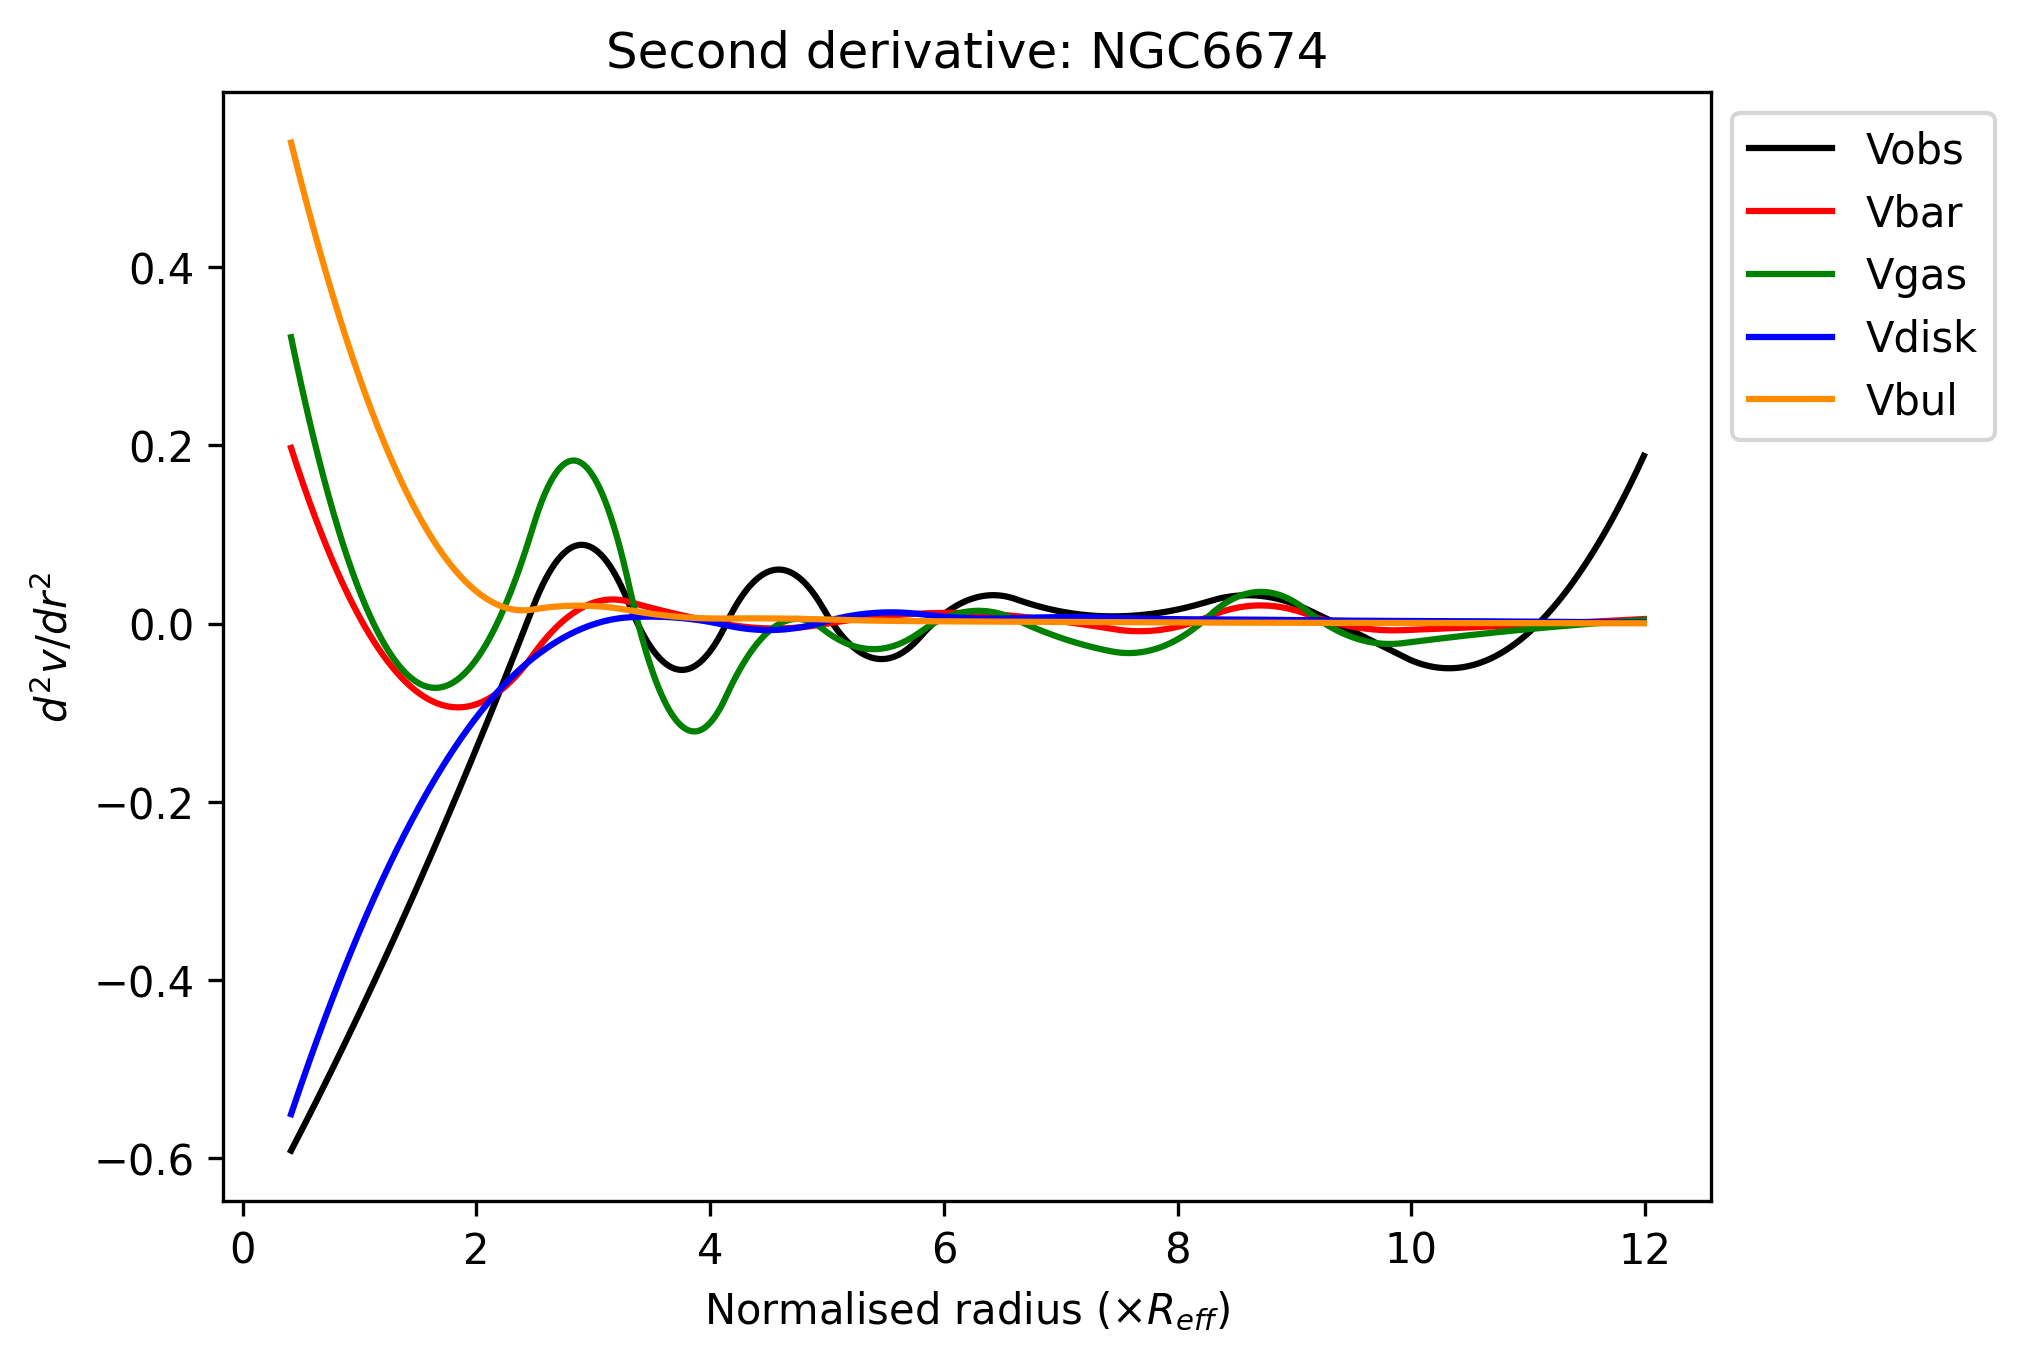 Second derivative: NGC6674
Vobs
Vbar
Vgas
Vdisk
Vbul
d²v/dr²
0.4
0.2
0.0
−0.2
−0.4
−0.6
0 2 4 6 8 10 12
Normalised radius (×R_eff)